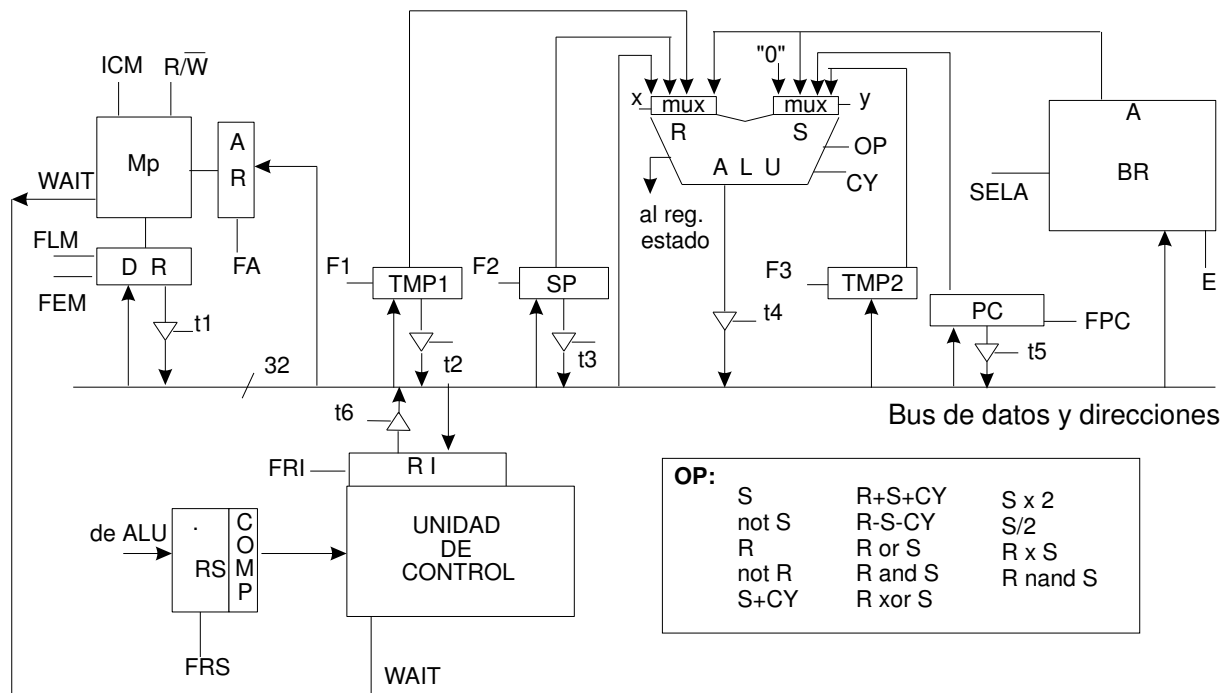 "0"
ICM
R/W
x
mux
mux
y
A
R
S
A
R
Mp
OP
BR
A L U
WAIT
CY
SELA
al reg.
estado
FLM
D R
FA
F1
TMP1
F2
SP
F3
TMP2
E
FEM
PC
FPC
t1
t2
t3
t4
t5
32
Bus de datos y direcciones
t6
FRI
R I
OP:
S
R+S+CY
S x 2
not S
R-S-CY
S/2
R
R or S
R x S
not R
R and S
R nand S
S+CY
R xor S
de ALU
.
RS
COMP
UNIDAD
DE
CONTROL
FRS
WAIT